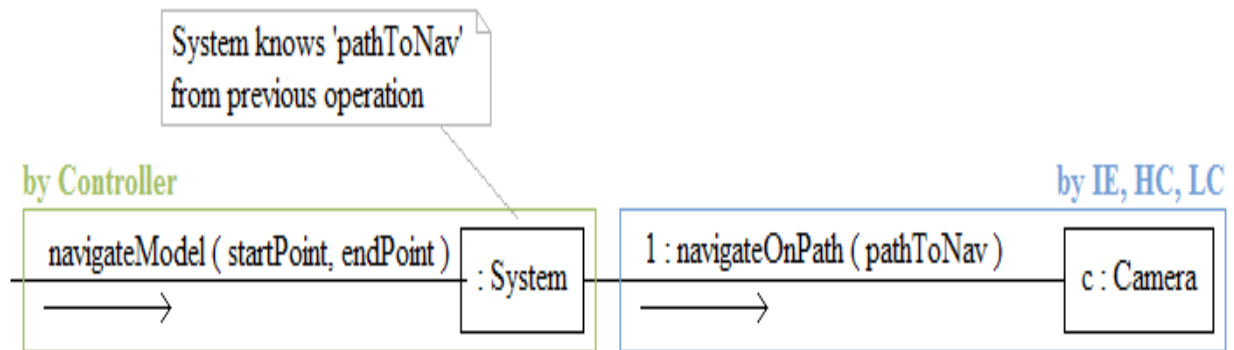 System knows 'pathToNav'
from previous operation
by Controller
by IE, HC, LC
navigateModel ( startPoint, endPoint )
: System
1 : navigateOnPath ( pathToNav )
c : Camera